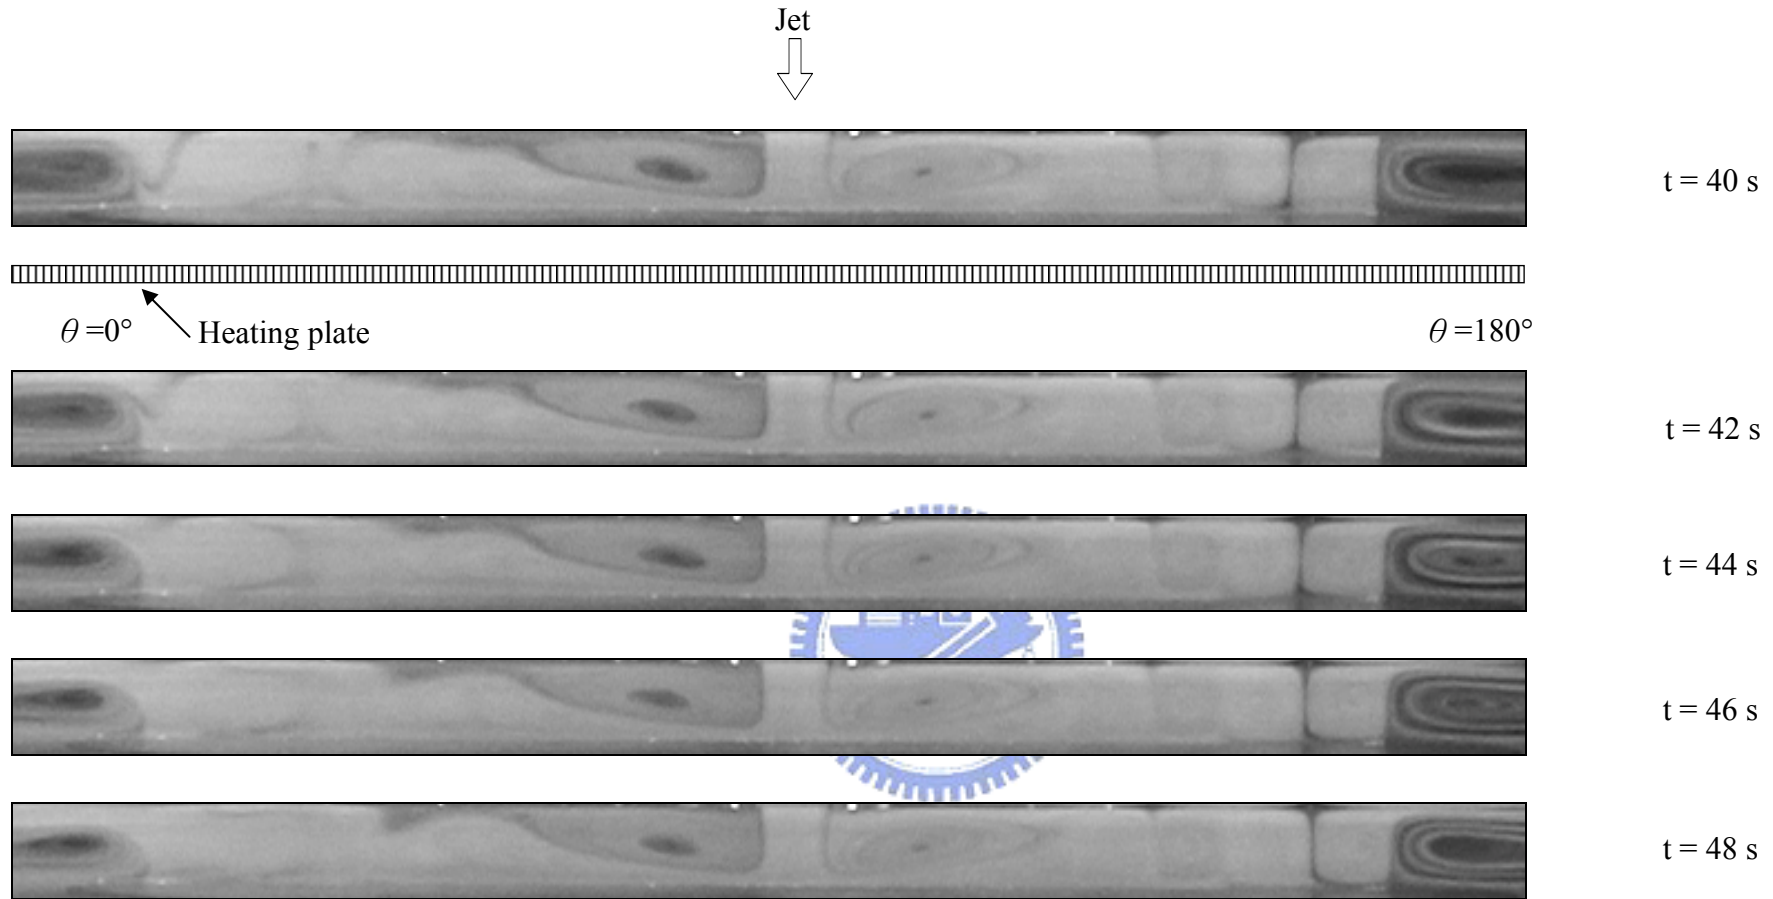 Jet
t = 40 s
θ =0°
Heating plate
θ =180°
t = 42 s
t = 44 s
t = 46 s
t = 48 s